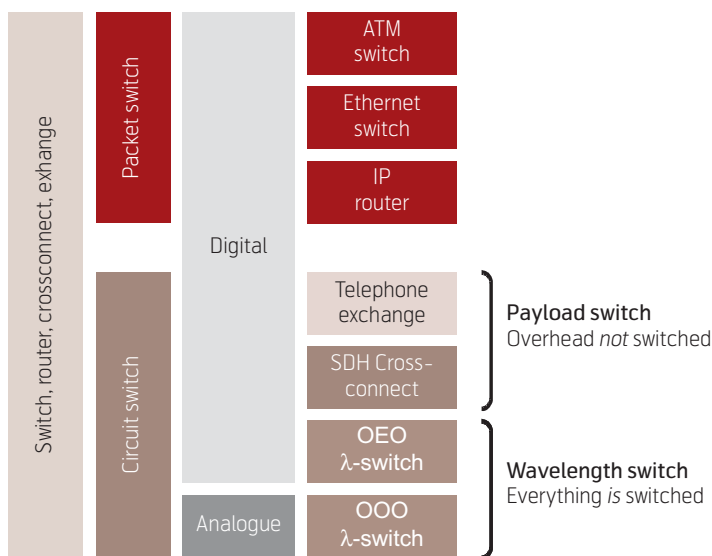 Switch, router, crossconnect, exhange
Packet switch
Circuit switch
Digital
Analogue
ATM
switch
Ethernet
switch
IP
router
Telephone
exchange
SDH Cross-
connect
OEO
λ-switch
OOO
λ-switch
Payload switch
Overhead not switched
Wavelength switch
Everything is switched